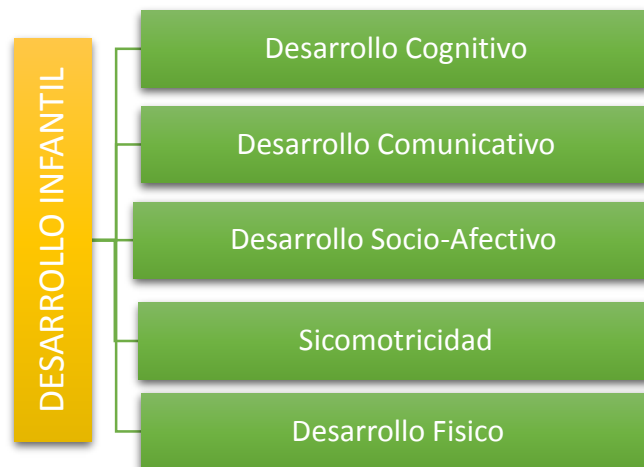 DESARROLLO INFANTIL
Desarrollo Cognitivo
Desarrollo Comunicativo
Desarrollo Socio-Afectivo
Sicomotricidad
Desarrollo Fisico